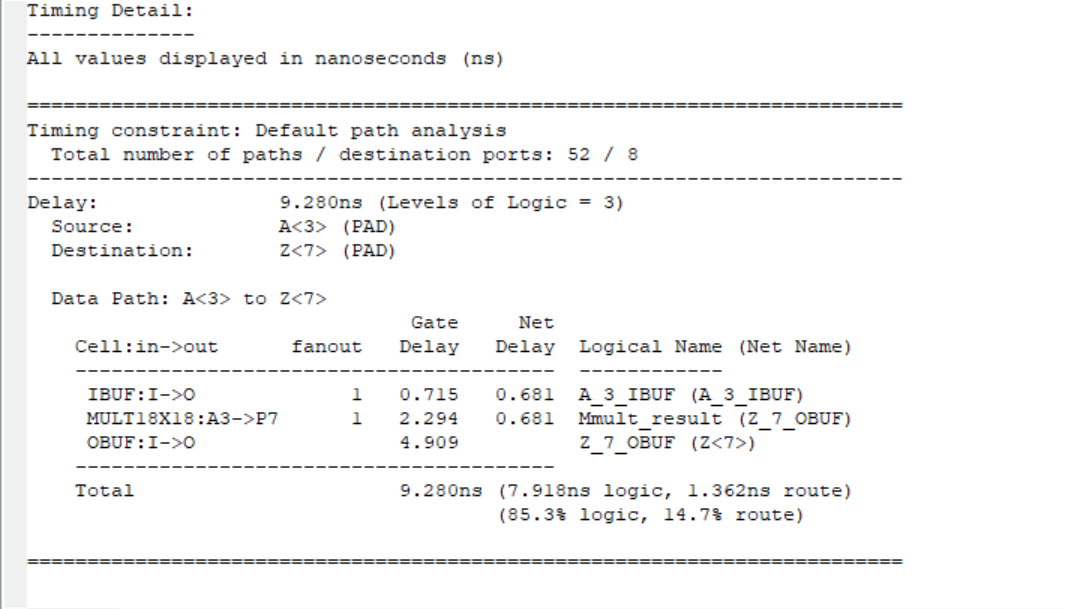 Timing Detail:
--------------
All values displayed in nanoseconds (ns)
=========================================================================
Timing constraint: Default path analysis
  Total number of paths / destination ports: 52 / 8
-------------------------------------------------------------------------
Delay:               9.280ns (Levels of Logic = 3)
  Source:            A<3> (PAD)
  Destination:       Z<7> (PAD)
  Data Path: A<3> to Z<7>
                                Gate     Net
    Cell:in->out      fanout   Delay   Delay  Logical Name (Net Name)
    ----------------------------------------  ------------
     IBUF:I->O             1   0.715   0.681  A_3_IBUF (A_3_IBUF)
     MULT18X18:A3->P7      1   2.294   0.681  Mmult_result (Z_7_OBUF)
     OBUF:I->O                 4.909          Z_7_OBUF (Z<7>)
    ----------------------------------------
    Total                      9.280ns (7.918ns logic, 1.362ns route)
                                       (85.3% logic, 14.7% route)
=========================================================================